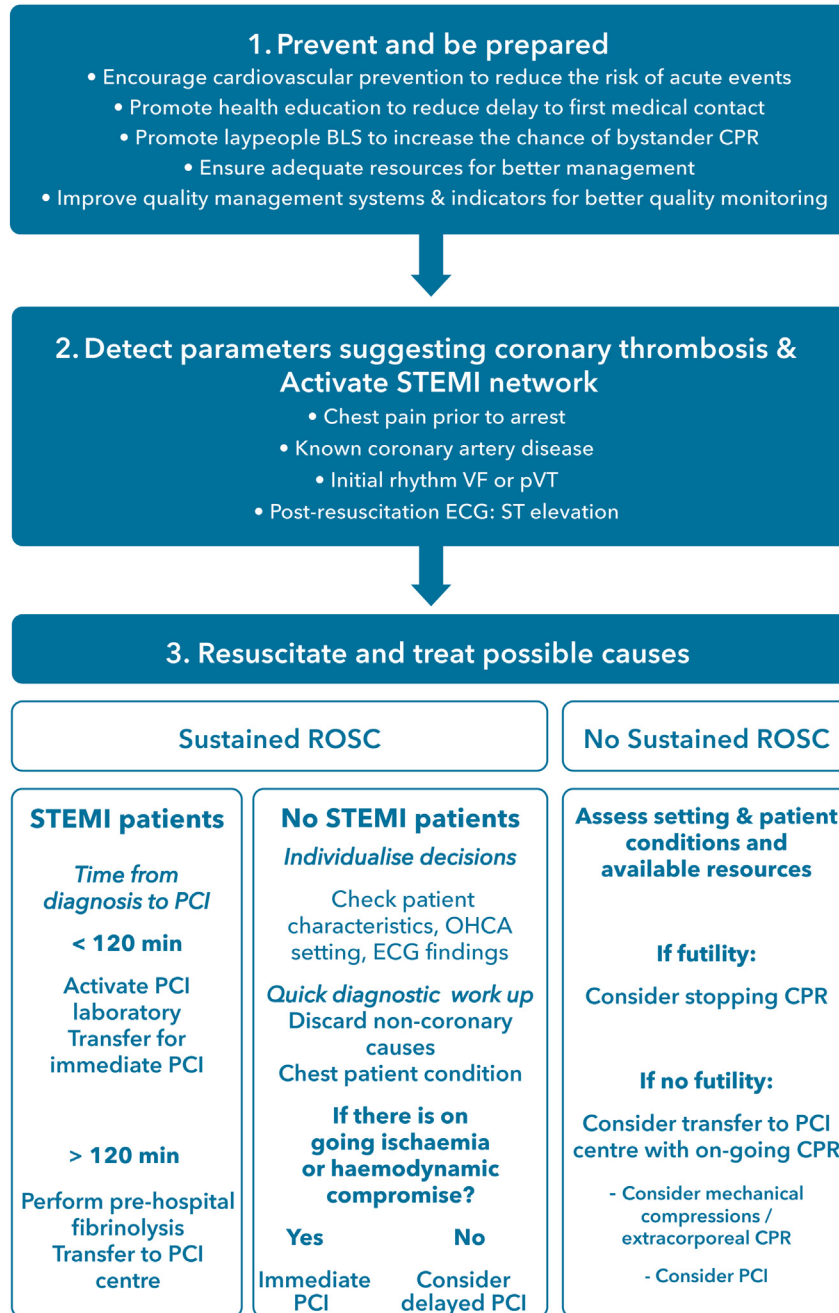 1. Prevent and be prepared
• Encourage cardiovascular prevention to reduce the risk of acute events
• Promote health education to reduce delay to first medical contact
• Promote laypeople BLS to increase the chance of bystander CPR
• Ensure adequate resources for better management
• Improve quality management systems & indicators for better quality monitoring
2. Detect parameters suggesting coronary thrombosis &
Activate STEMI network
• Chest pain prior to arrest
• Known coronary artery disease
• Initial rhythm VF or pVT
• Post-resuscitation ECG: ST elevation
3. Resuscitate and treat possible causes
Sustained ROSC
No Sustained ROSC
STEMI patients
Time from
diagnosis to PCI
< 120 min
Activate PCI
laboratory
Transfer for
immediate PCI
> 120 min
Perform pre-hospital
fibrinolysis
Transfer to PCI
centre
No STEMI patients
Individualise decisions
Check patient
characteristics, OHCA
setting, ECG findings
Quick diagnostic work up
Discard non-coronary
causes
Chest patient condition
If there is on
going ischaemia
or haemodynamic
compromise?
Yes
Immediate
PCI
No
Consider
delayed PCI
Assess setting & patient
conditions and
available resources
If futility:
Consider stopping CPR
If no futility:
Consider transfer to PCI
centre with on-going CPR
- Consider mechanical
compressions /
extracorporeal CPR
- Consider PCI